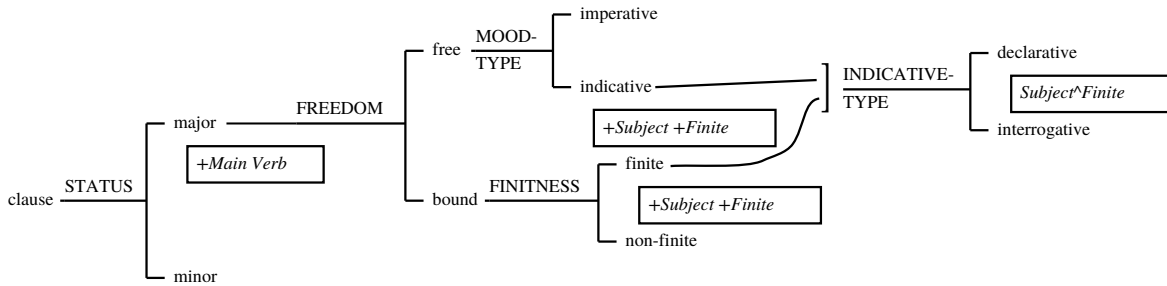 imperative
free
MOOD-
TYPE
indicative
+Subject +Finite
INDICATIVE-
TYPE
declarative
Subject^Finite
interrogative
FREEDOM
major
+Main Verb
clause
STATUS
bound
FINITNESS
finite
+Subject +Finite
non-finite
minor